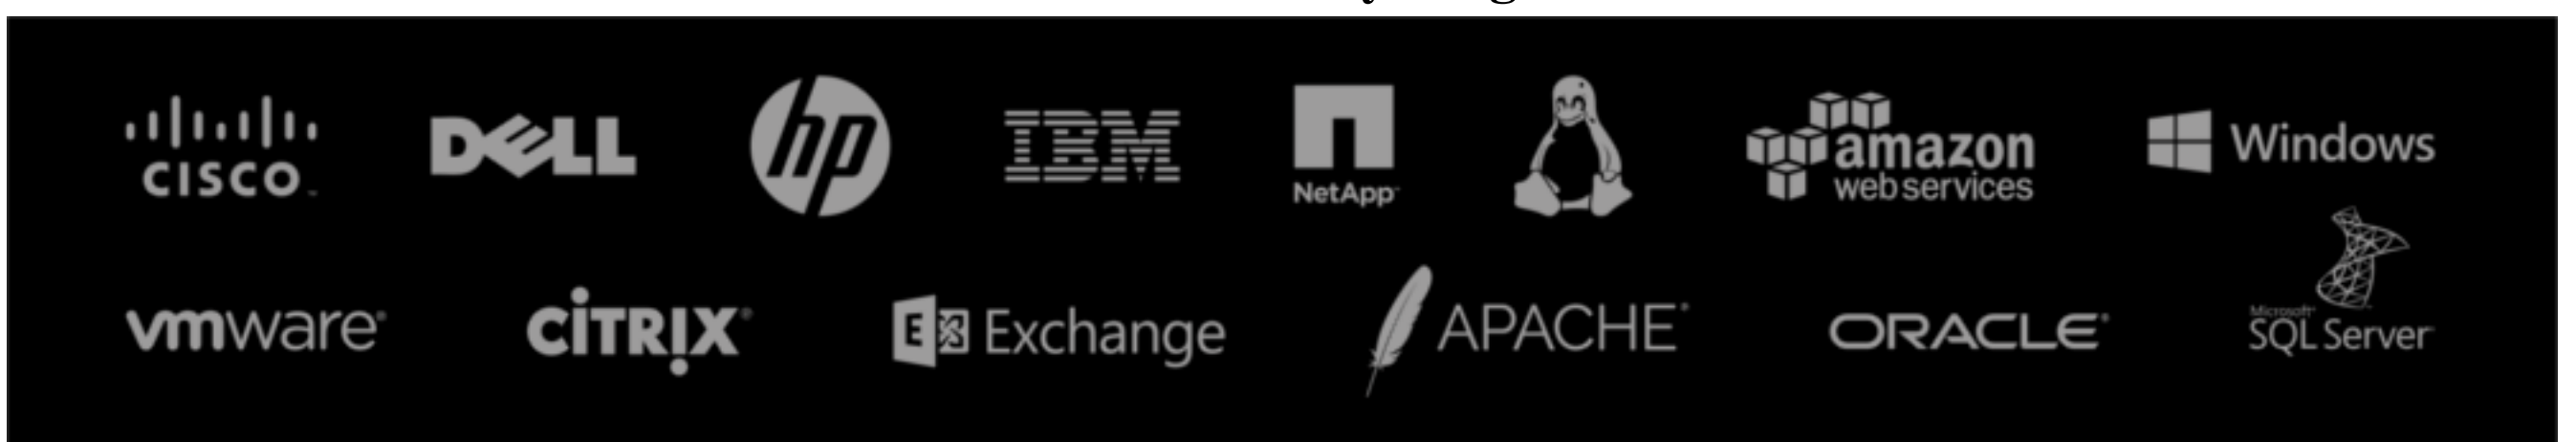 CISCO
DELL
hp
IBM
NetApp
amazon
web services
Windows
vmware®
CITRIX®
E Exchange
APACHE®
ORACLE®
Microsoft®
SQL Server